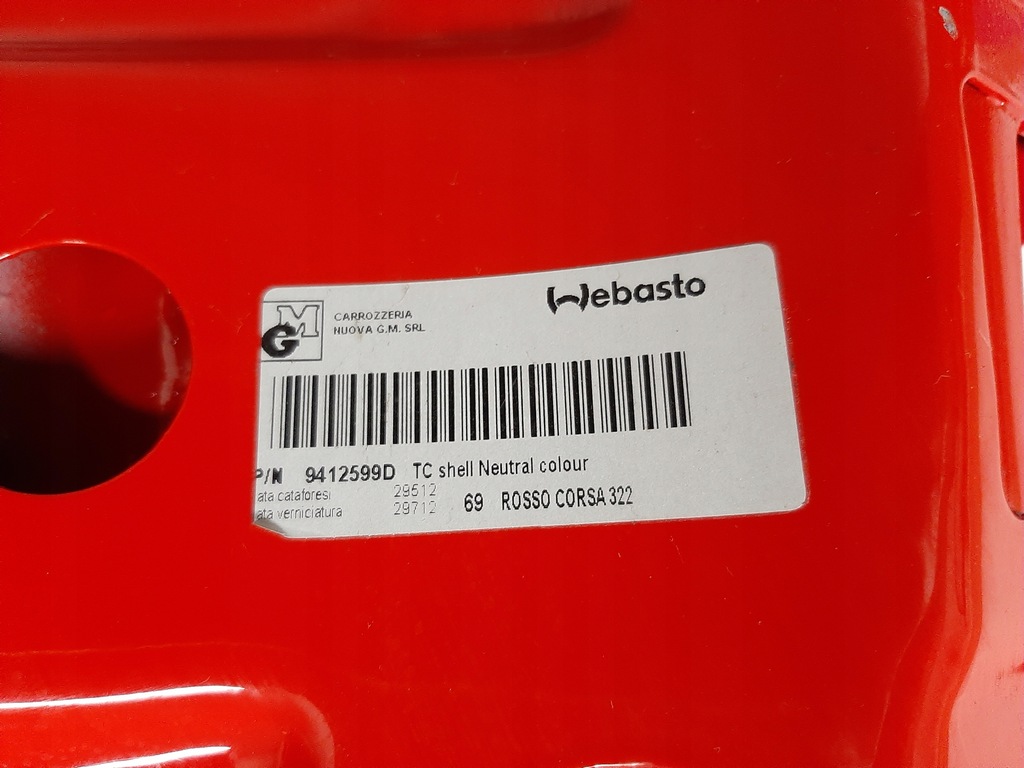 MG
CARROZZERIA
NUOVA G.M. SRL
Webasto
P/N 9412599D TC shell Neutral colour
ata cataforesi 29512
ata verniciatura 29712
69 ROSSO CORSA 322